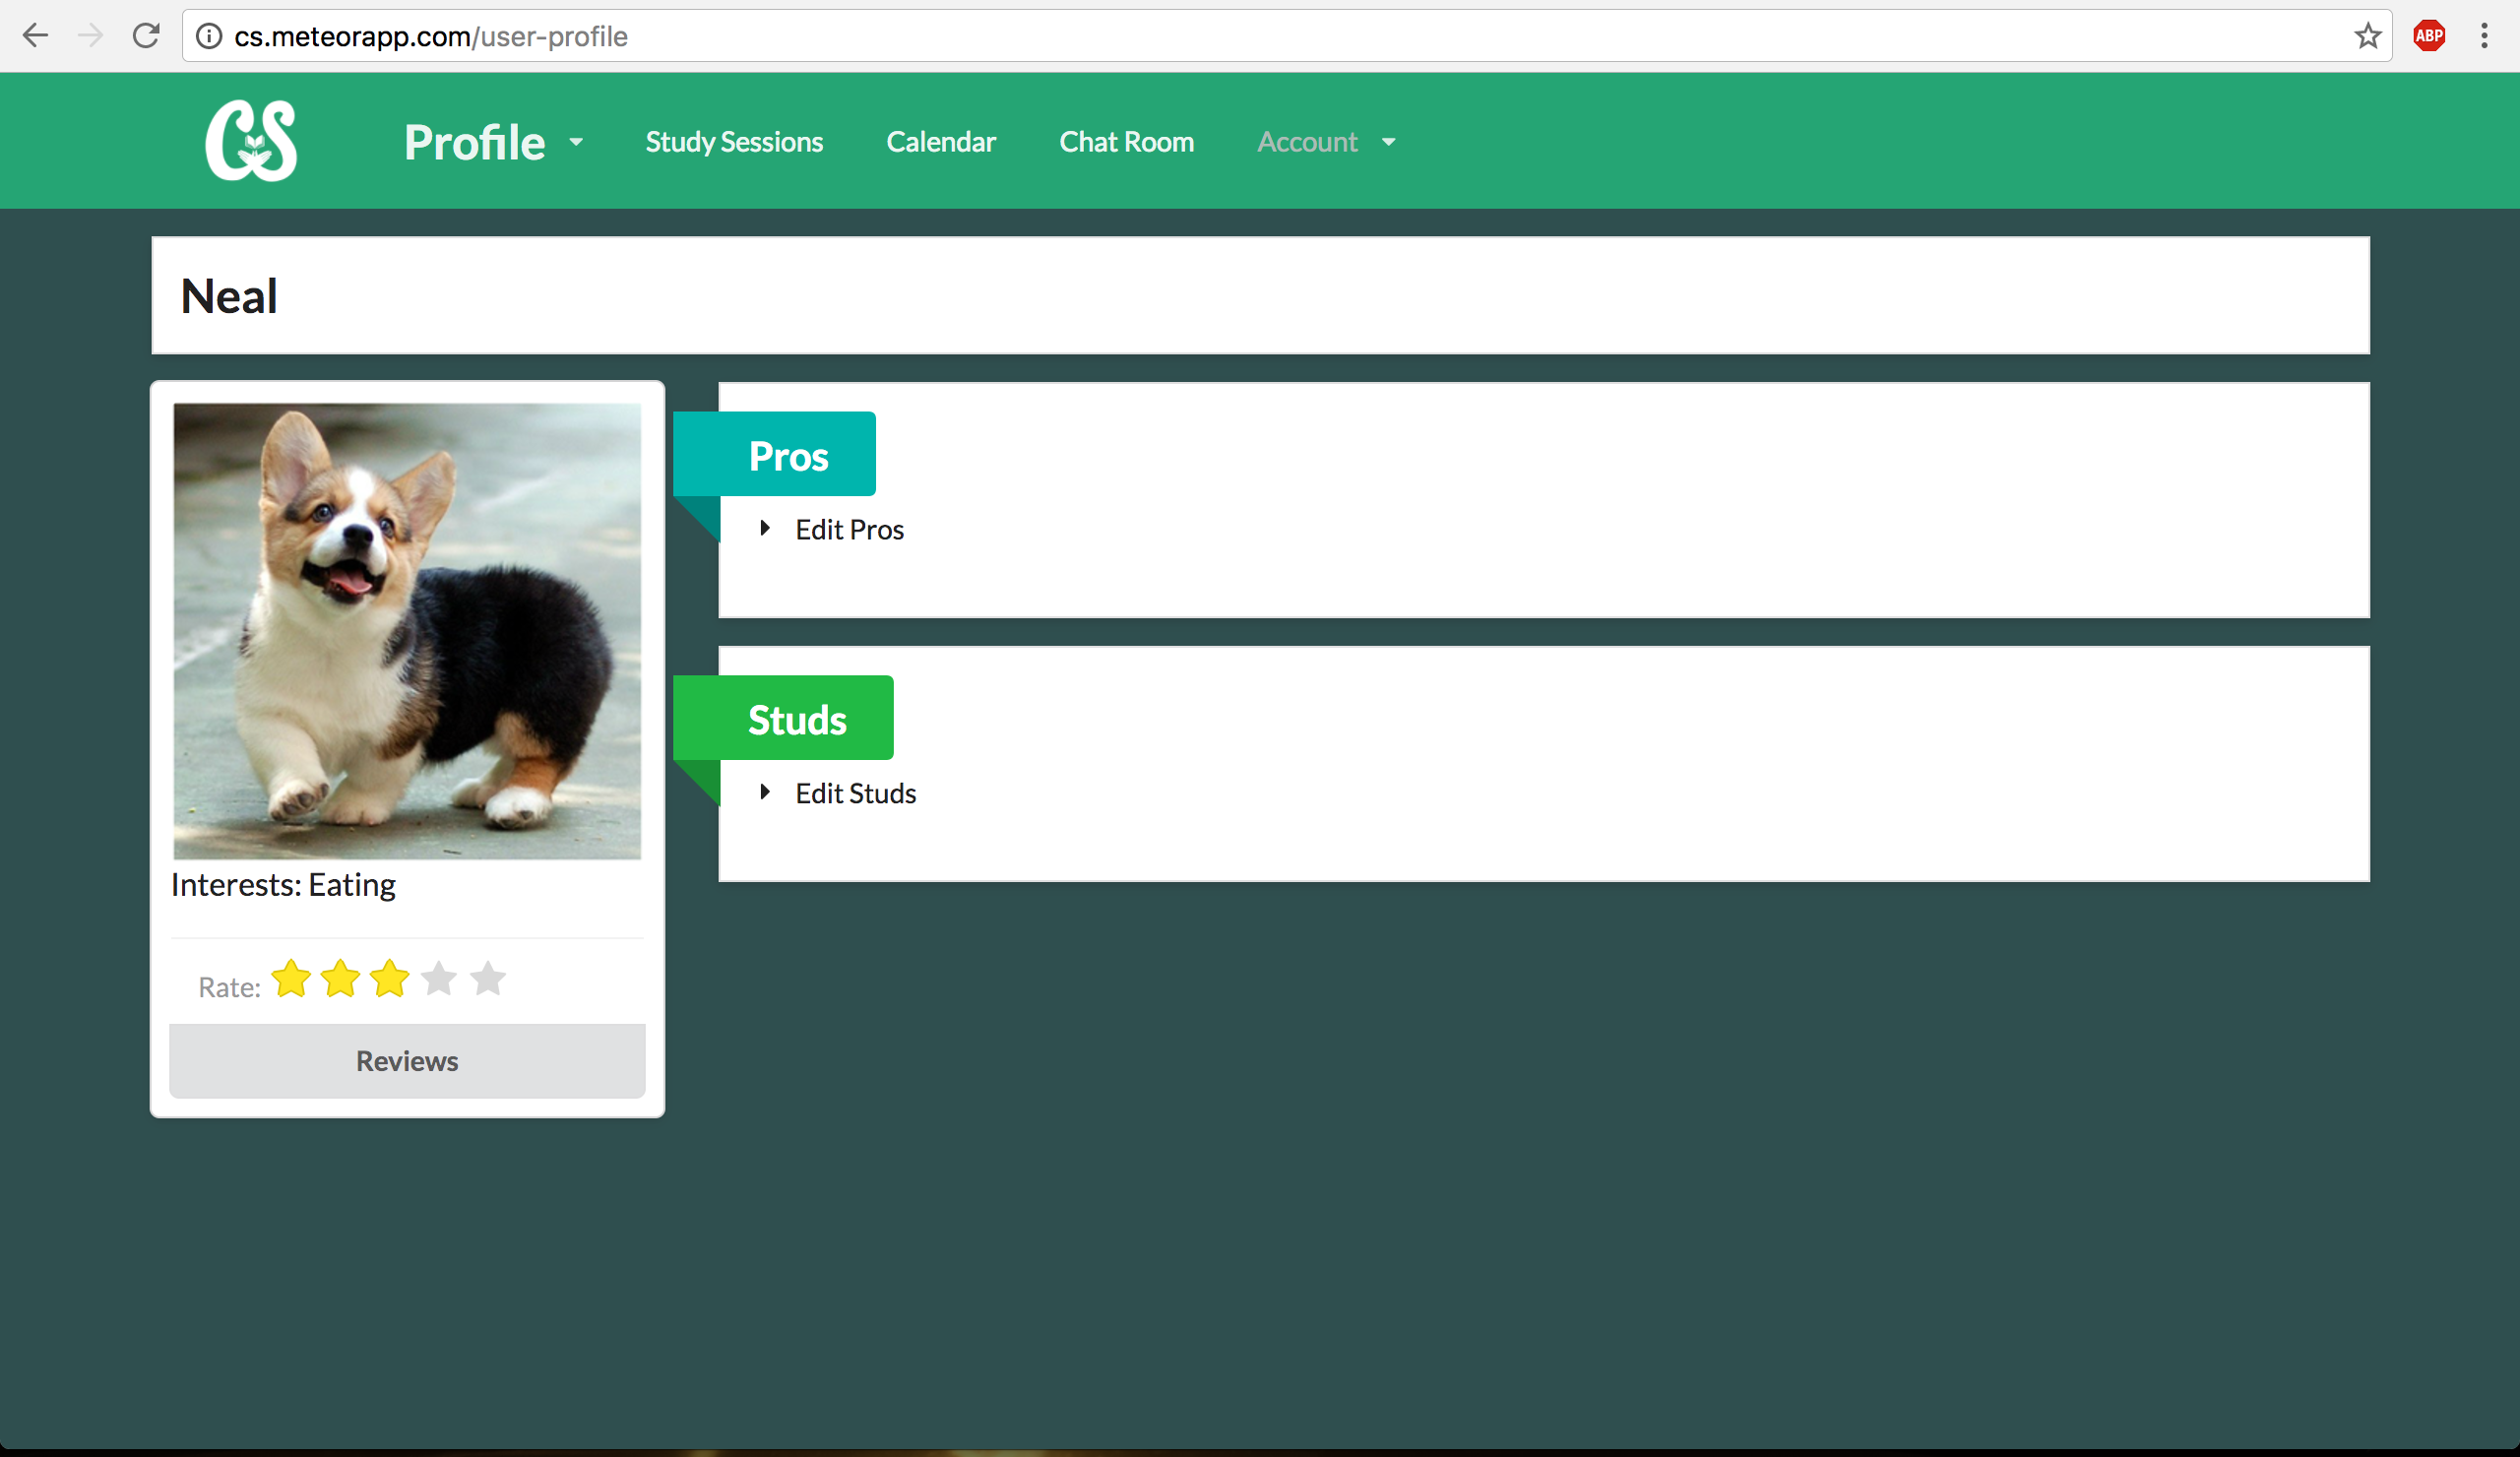 cs.meteorapp.com/user-profile
ABP
CS
Profile
Study Sessions
Calendar
Chat Room
Account
Neal
Pros
Edit Pros
Studs
Edit Studs
Interests: Eating
Rate:
Reviews